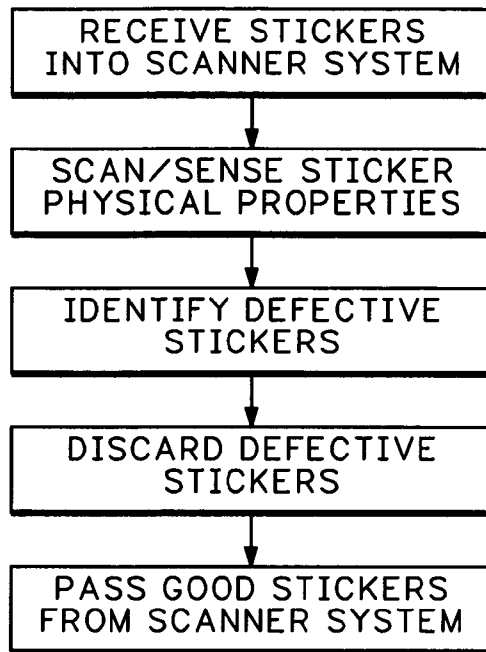 RECEIVE STICKERS
INTO SCANNER SYSTEM
SCAN/SENSE STICKER
PHYSICAL PROPERTIES
IDENTIFY DEFECTIVE
STICKERS
DISCARD DEFECTIVE
STICKERS
PASS GOOD STICKERS
FROM SCANNER SYSTEM